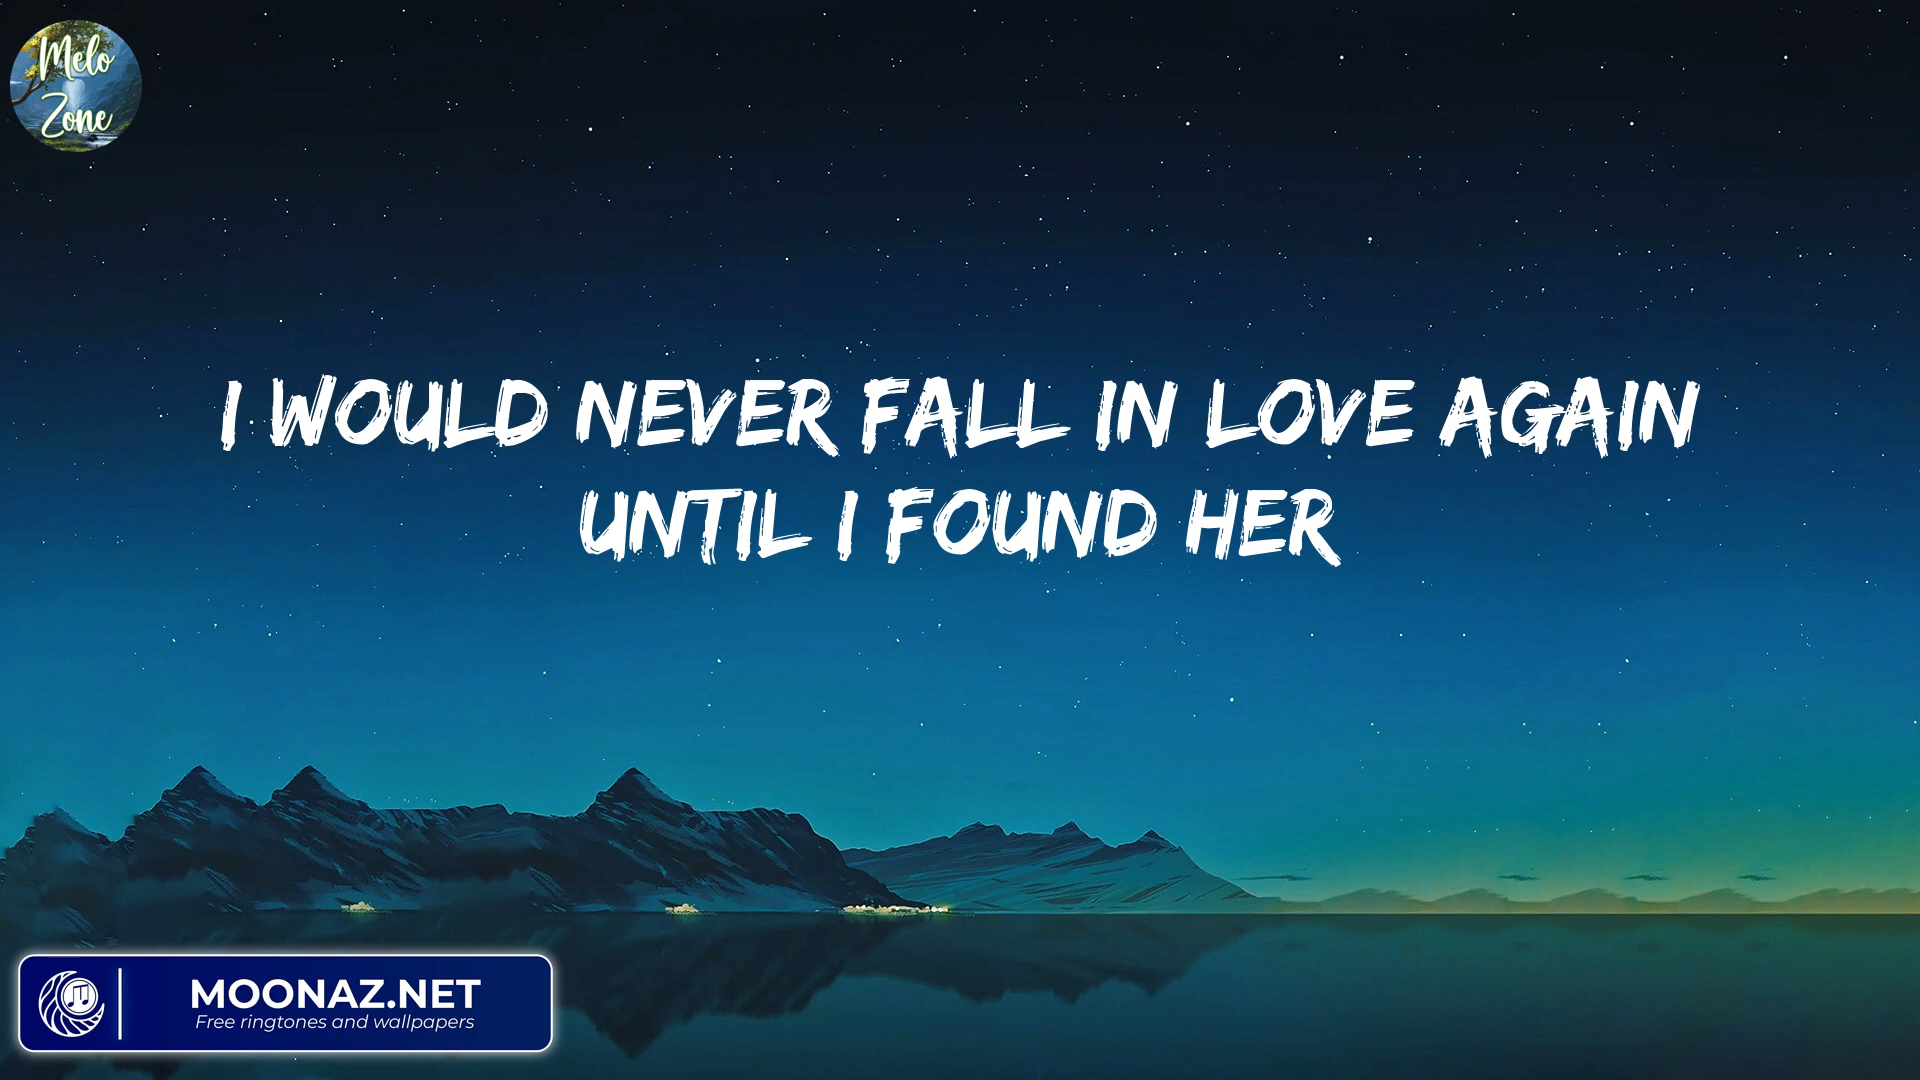 Melo
Zone
I WOULD NEVER FALL IN LOVE AGAIN
UNTIL I FOUND HER
MOONAZ.NET
Free ringtones and wallpapers